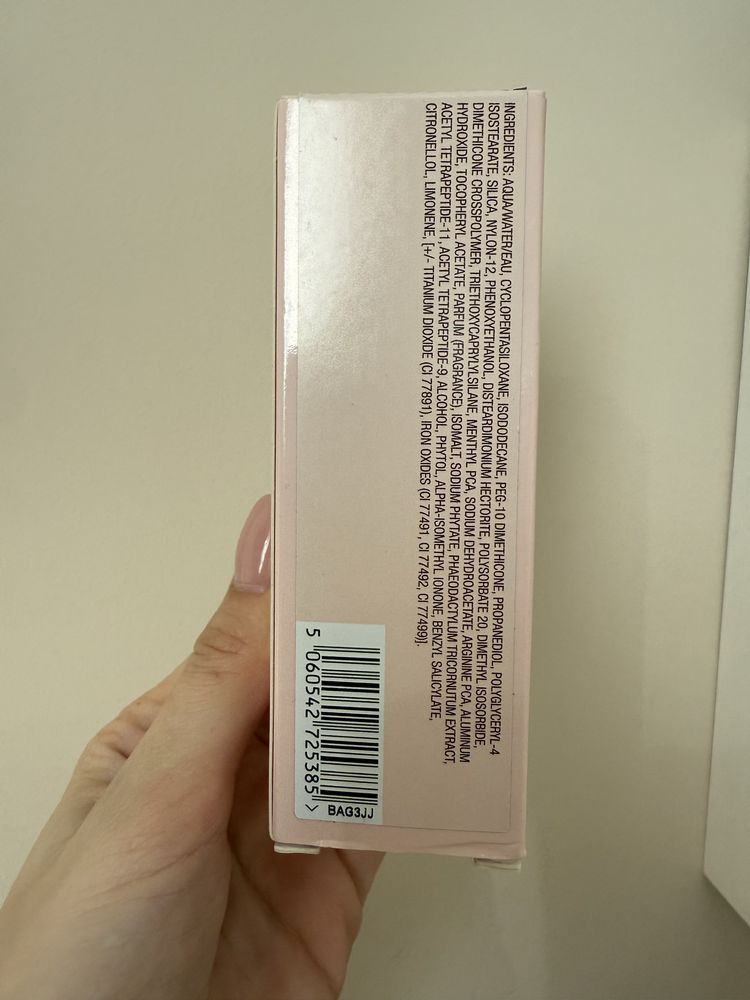 INGREDIENTS: AQUA/WATER/EAU, CYCLOPENTASILOXANE, ISODODECANE, PEG-10 DIMETHICONE, PROPANEDIOL, POLYGLYCERYL-4
ISOSTEARATE, SILICA, NYLON-12, PHENOXYETHANOL, DISTEARDIMONIUM HECTORITE, POLYSORBATE 20, DIMETHYL ISOSORBIDE,
DIMETHICONE CROSSPOLYMER, TRIETHOXYCAPRYLYLSILANE, MENTHYL PCA, SODIUM DEHYDROACETATE, ARGININE PCA, ALUMINUM
HYDROXIDE, TOCOPHERYL ACETATE, PARFUM (FRAGRANCE), ISOMALT, SODIUM PHYTATE, PHAEODACTYLUM TRICORNUTUM EXTRACT,
ACETYL TETRAPEPTIDE-11, ACETYL TETRAPEPTIDE-9, ALCOHOL, PHYTOL, ALPHA-ISOMETHYL IONONE, BENZYL SALICYLATE,
CITRONELLOL, LIMONENE, [+/- TITANIUM DIOXIDE (CI 77891), IRON OXIDES (CI 77491, CI 77492, CI 77499)].
5 060542 725385 >
BAG3JJ